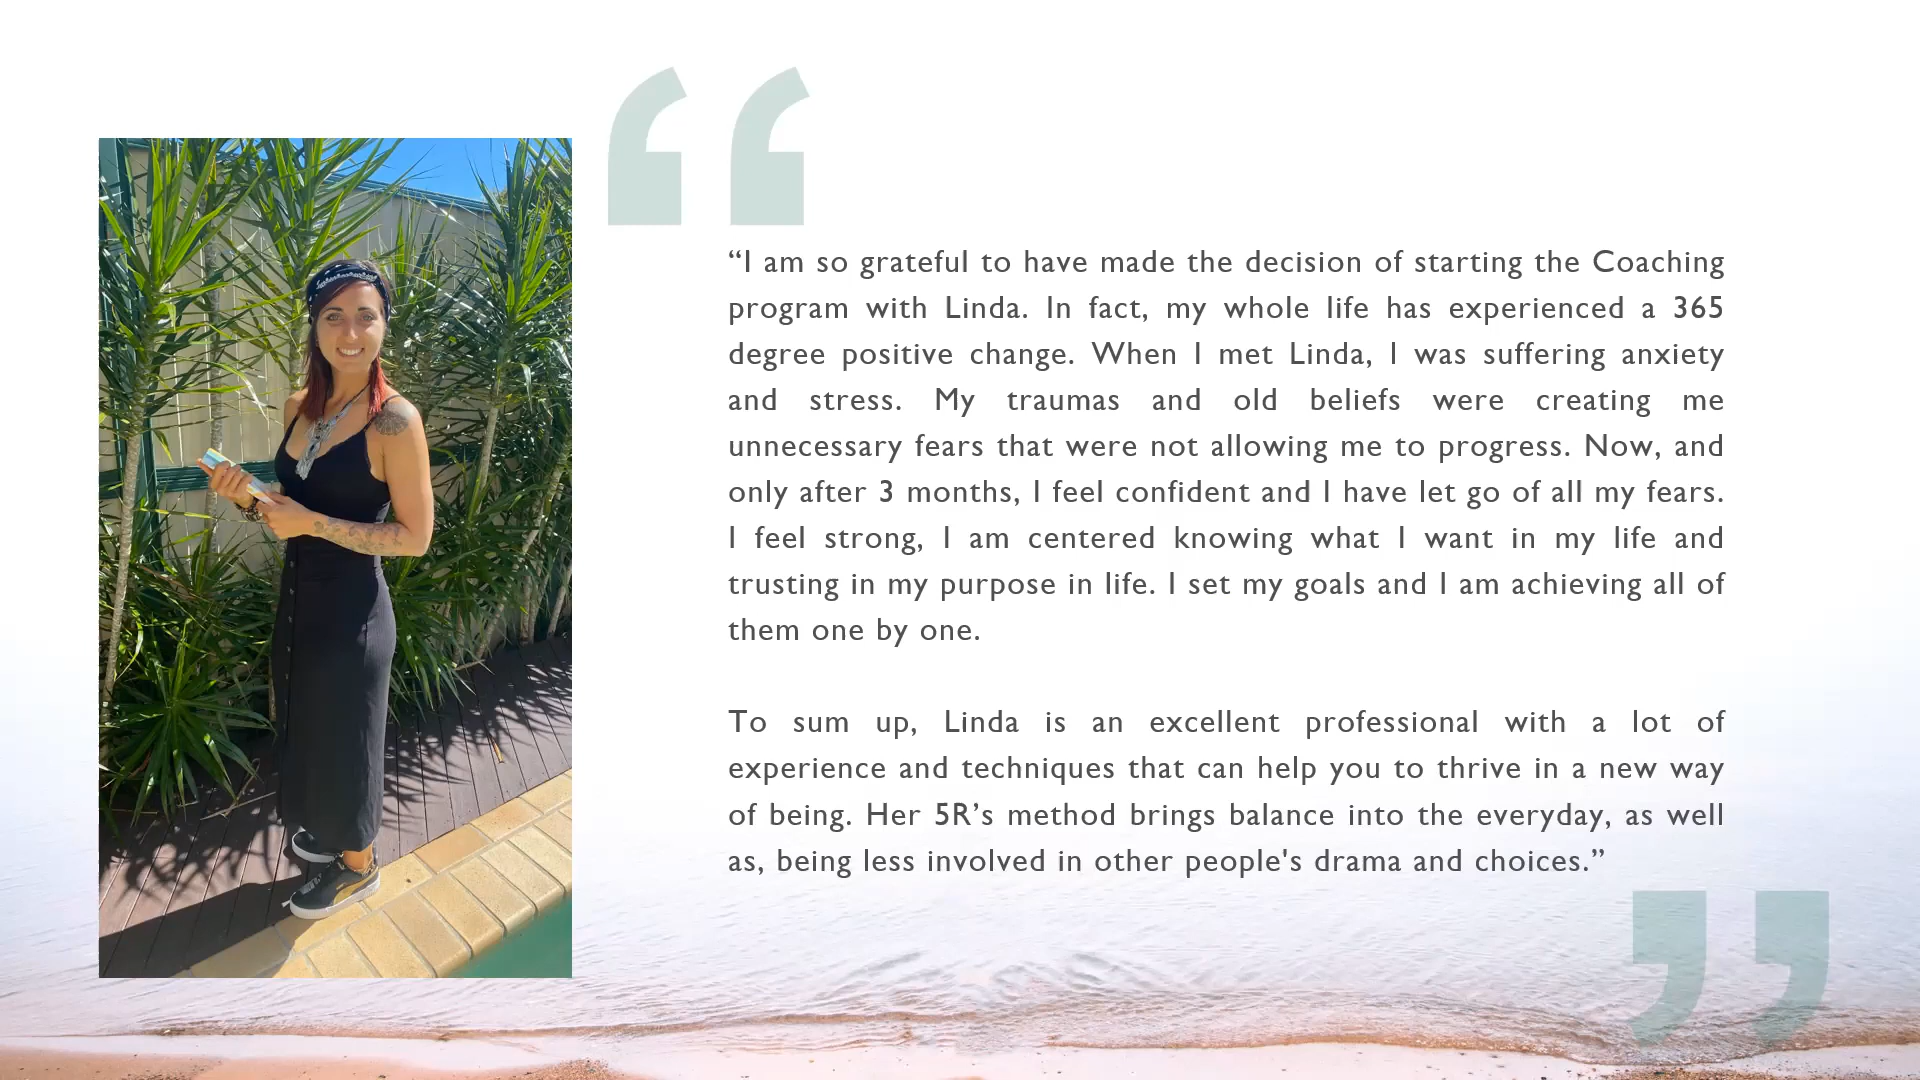 “I am so grateful to have made the decision of starting the Coaching
program with Linda. In fact, my whole life has experienced a 365
degree positive change. When I met Linda, I was suffering anxiety
and stress. My traumas and old beliefs were creating me
unnecessary fears that were not allowing me to progress. Now, and
only after 3 months, I feel confident and I have let go of all my fears.
I feel strong, I am centered knowing what I want in my life and
trusting in my purpose in life. I set my goals and I am achieving all of
them one by one.
To sum up, Linda is an excellent professional with a lot of
experience and techniques that can help you to thrive in a new way
of being. Her 5R’s method brings balance into the everyday, as well
as, being less involved in other people's drama and choices.”